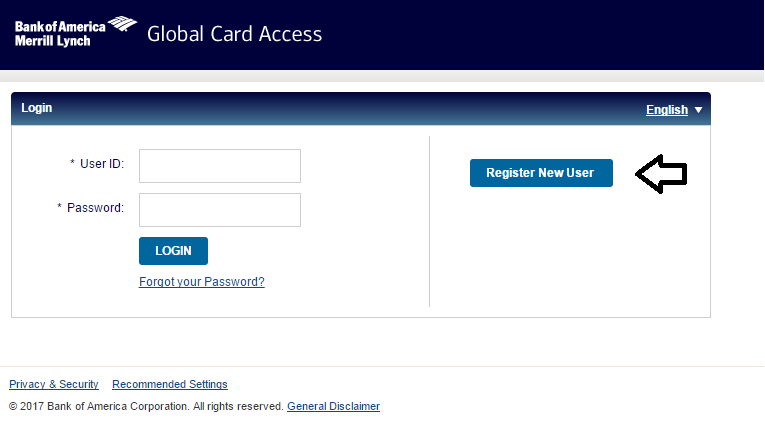 Bank of America
Merrill Lynch
Global Card Access
Login
English
* User ID:
Register New User
* Password:
LOGIN
Forgot your Password?
Privacy & Security Recommended Settings
© 2017 Bank of America Corporation. All rights reserved. General Disclaimer